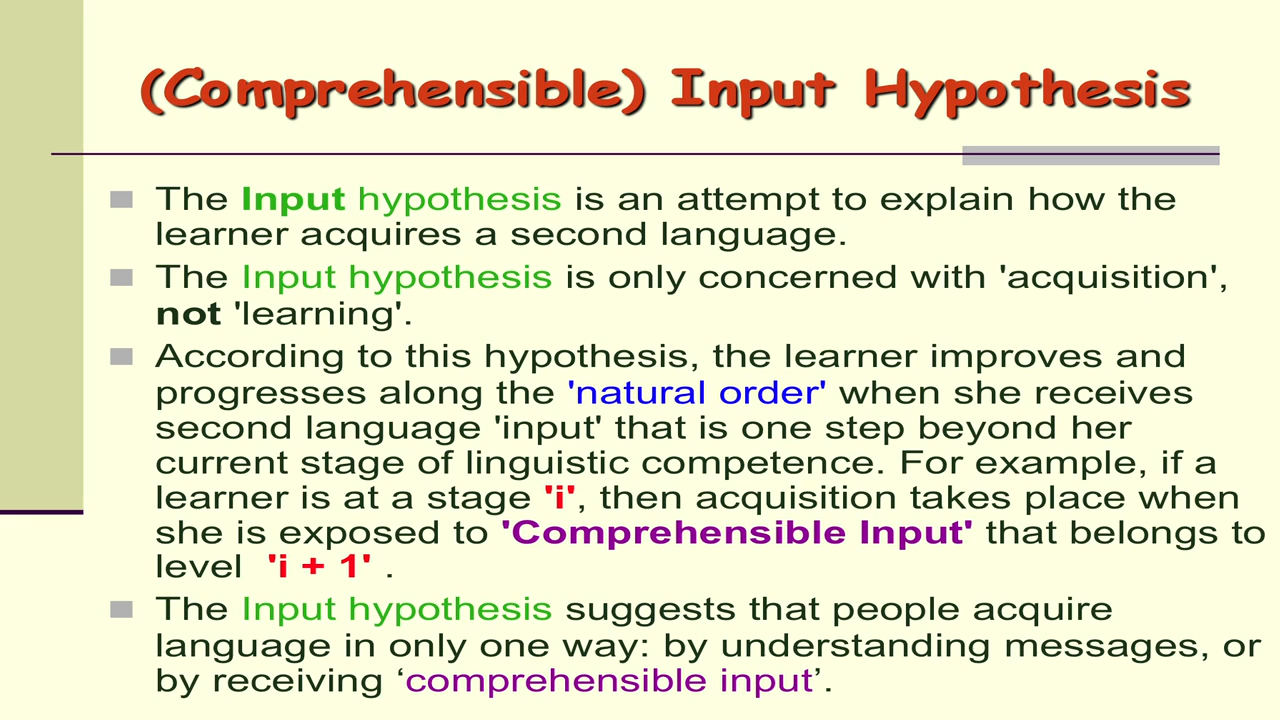 (Comprehensible) Input Hypothesis
The Input hypothesis is an attempt to explain how the
learner acquires a second language.
The Input hypothesis is only concerned with 'acquisition',
not 'learning'.
According to this hypothesis, the learner improves and
progresses along the 'natural order' when she receives
second language 'input' that is one step beyond her
current stage of linguistic competence. For example, if a
learner is at a stage 'i', then acquisition takes place when
she is exposed to 'Comprehensible Input' that belongs to
level 'i + 1' .
The Input hypothesis suggests that people acquire
language in only one way: by understanding messages, or
by receiving ‘comprehensible input’.